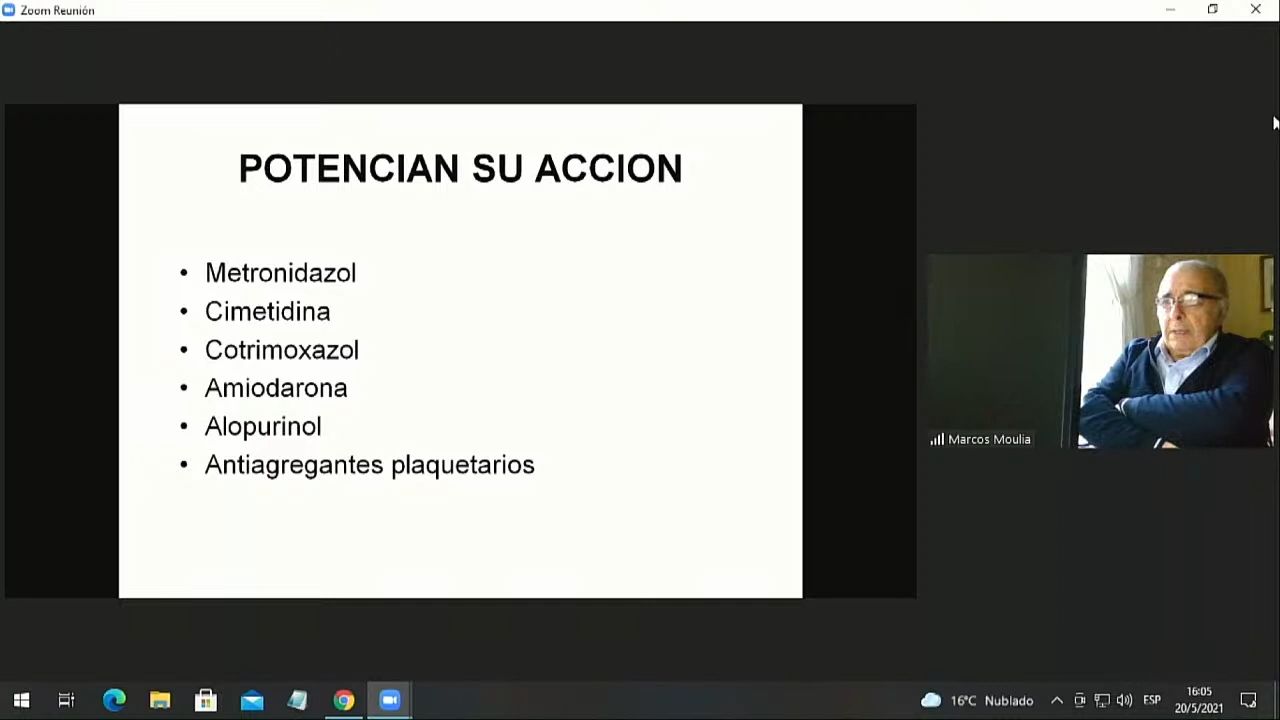 Zoom Reunión
POTENCIAN SU ACCION
• Metronidazol
• Cimetidina
• Cotrimoxazol
• Amiodarona
• Alopurinol
• Antiagregantes plaquetarios
Marcos Moulia
16°C Nublado
ESP
16:05
20/5/2021